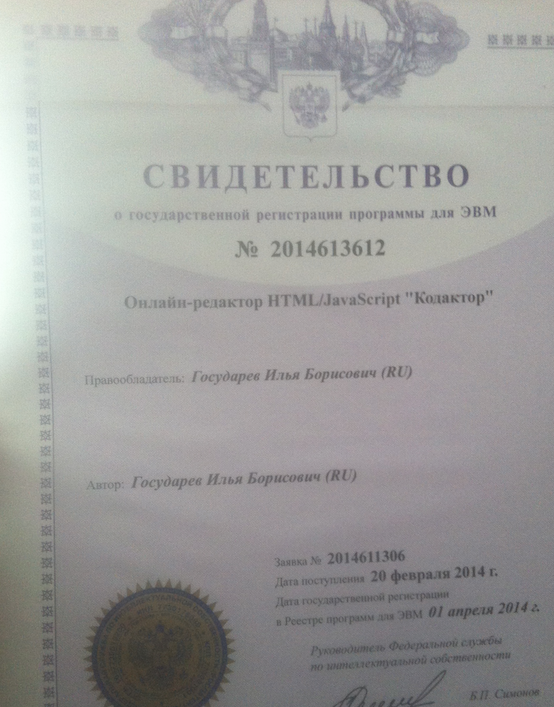 СВИДЕТЕЛЬСТВО
о государственной регистрации программы для ЭВМ
№ 2014613612
Онлайн-редактор HTML/JavaScript "Кодактор"
Правообладатель: Государев Илья Борисович (RU)
Автор: Государев Илья Борисович (RU)
Заявка № 2014611306
Дата поступления 20 февраля 2014 г.
Дата государственной регистрации
в Реестре программ для ЭВМ 01 апреля 2014 г.
Руководитель Федеральной службы
по интеллектуальной собственности
Б.П. Симонов